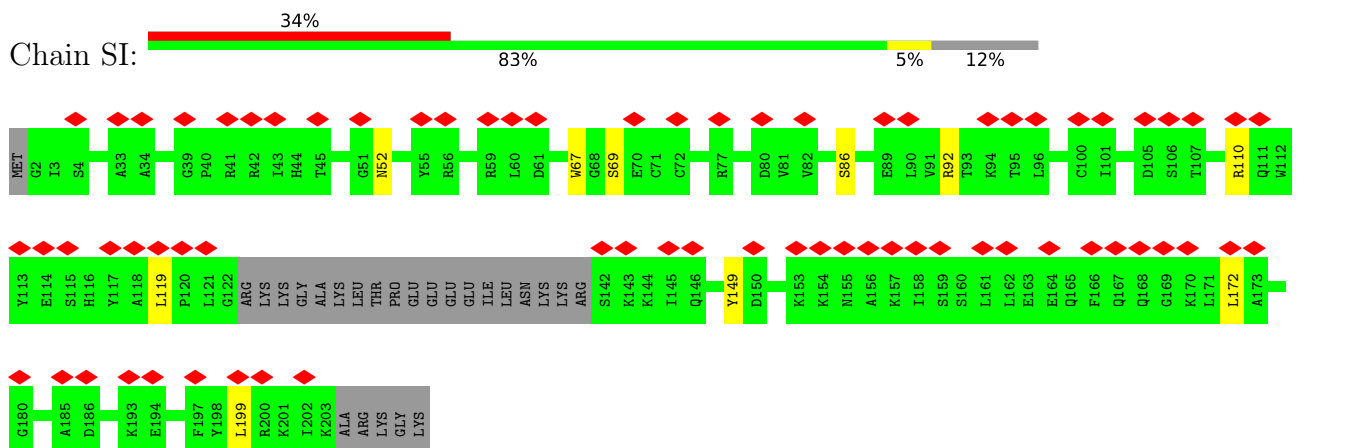 34%
Chain SI:
83% 5% 12%
MET G2 I3 S4 A33 A34 G39 P40 R41 R42 I43 H44 T45 G51 N52 Y55 R56 R59 L60 D61 W67 G68 S69 E70 C71 C72 R77 D80 V81 V82 S86 E89 L90 V91 R92 T93 K94 T95 L96 C100 I101 D105 S106 T107 R110 Q111 W112
Y113 E114 S115 H116 Y117 A118 L119 P120 L121 G122 ARG LYS LYS GLY ALA LYS LEU THR PRO GLU GLU GLU GLU ILE LEU ASN LYS LYS ARG S142 K143 K144 I145 Q146 Y149 D150 K153 K154 N155 A156 K157 I158 S159 S160 L161 L162 E163 E164 Q165 F166 Q167 Q168 G169 K170 L171 L172 A173
G180 A185 D186 K193 E194 F197 Y198 L199 R200 K201 I202 K203 ALA ARG LYS GLY LYS